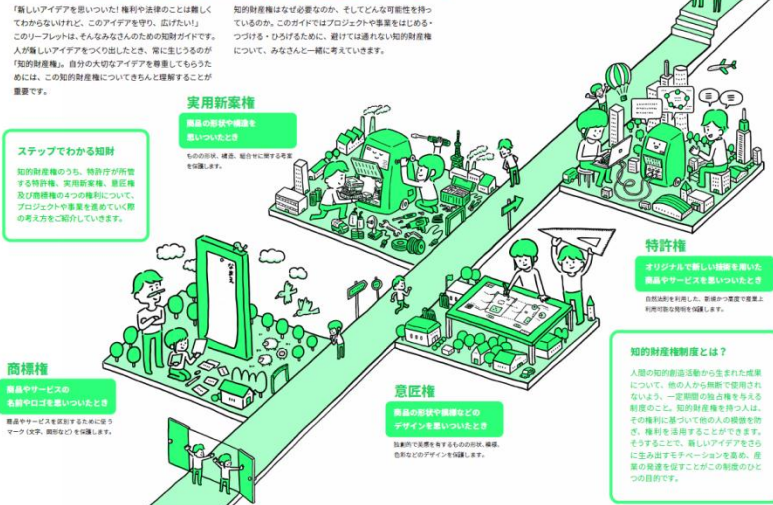 「新しいアイデアを思いついた! 権利や法律のことは難しく
てわからないけれど、このアイデアを守り、広げたい!」
このリーフレットは、そんなみなさんのための知財ガイドです。
人が新しいアイデアをつくり出したとき、常に生じうるのが
「知的財産権」。自分の大切なアイデアを尊重してもらうた
めには、この知的財産権についてきちんと理解することが
重要です。
知的財産権はなぜ必要なのか、そしてどんな可能性を持っ
ているのか。このガイドではプロジェクトや事業をはじめる・
つづける・ひろげるために、避けては通れない知的財産権
について、みなさんと一緒に考えていきます。
実用新案権
商品の形状や構造を
思いついたとき
ものの形状、構造、組合せに関する考案
を保護します。
ステップでわかる知財
知的財産権のうち、特許庁が所管
する特許権、実用新案権、意匠権
及び商標権の4つの権利について、
プロジェクトや事業を進めていく際
の考え方をご紹介していきます。
特許権
オリジナルで新しい技術を用いた
商品やサービスを思いついたとき
自然法則を利用した、新規かつ高度で産業上
利用可能な発明を保護します。
なまえ
商標権
商品やサービスの
名前やロゴを思いついたとき
商品やサービスを区別するために使う
マーク(文字、図形など)を保護します。
意匠権
商品の形状や模様などの
デザインを思いついたとき
独創的で美感を有するものの形状、模様、
色彩などのデザインを保護します。
知的財産権制度とは?
人間の知的創造活動から生まれた成果
について、他の人から無断で使用され
ないよう、一定期間の独占権を与える
制度のこと。知的財産権を持つ人は、
その権利に基づいて他の人の模倣を防
ぎ、権利を活用することができます。
そうすることで、新しいアイデアをさら
に生み出すモチベーションを高め、産
業の発達を促すことがこの制度のひと
つの目的です。